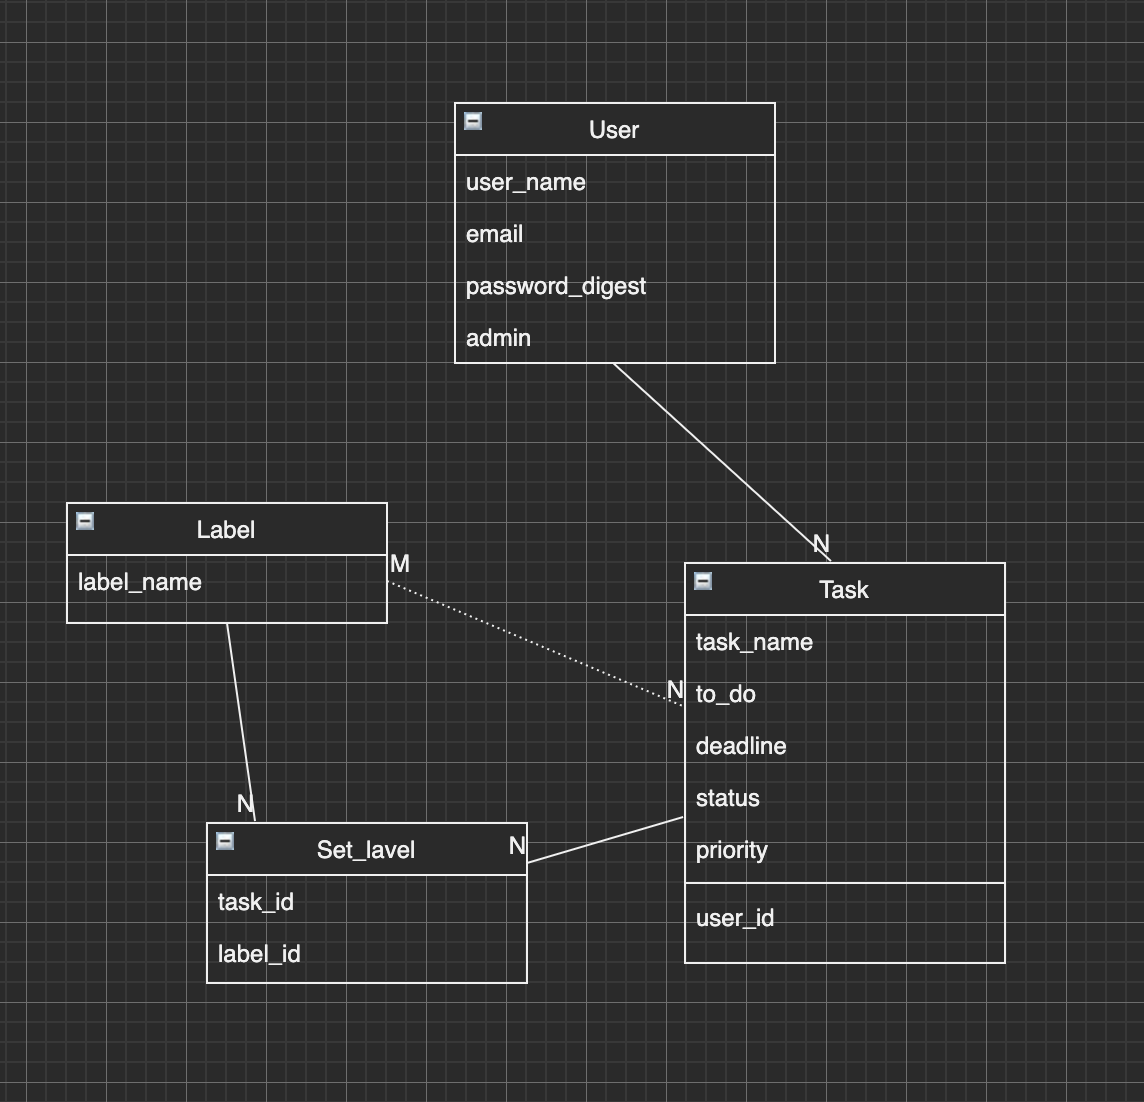 User
user_name
email
password_digest
admin
N
Label
label_name
M
Task
task_name
N
to_do
deadline
status
priority
user_id
N
Set_lavel
N
task_id
label_id